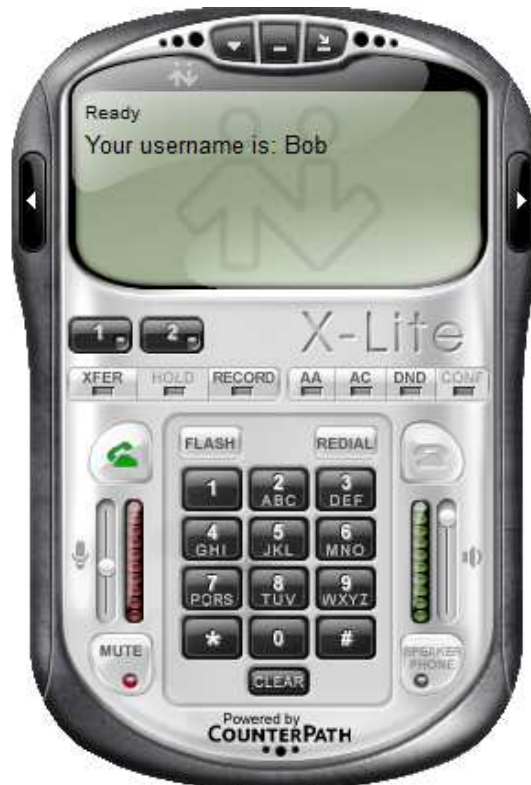 Ready
Your username is: Bob
1 2
X-Lite
XFER HOLD RECORD AA AC DND CONF
FLASH REDIAL
1 2 ABC 3 DEF
4 GHI 5 JKL 6 MNO
7 PQRS 8 TUV 9 WXYZ
* 0 #
MUTE
SPEAKER
PHONE
CLEAR
Powered by
COUNTERPATH